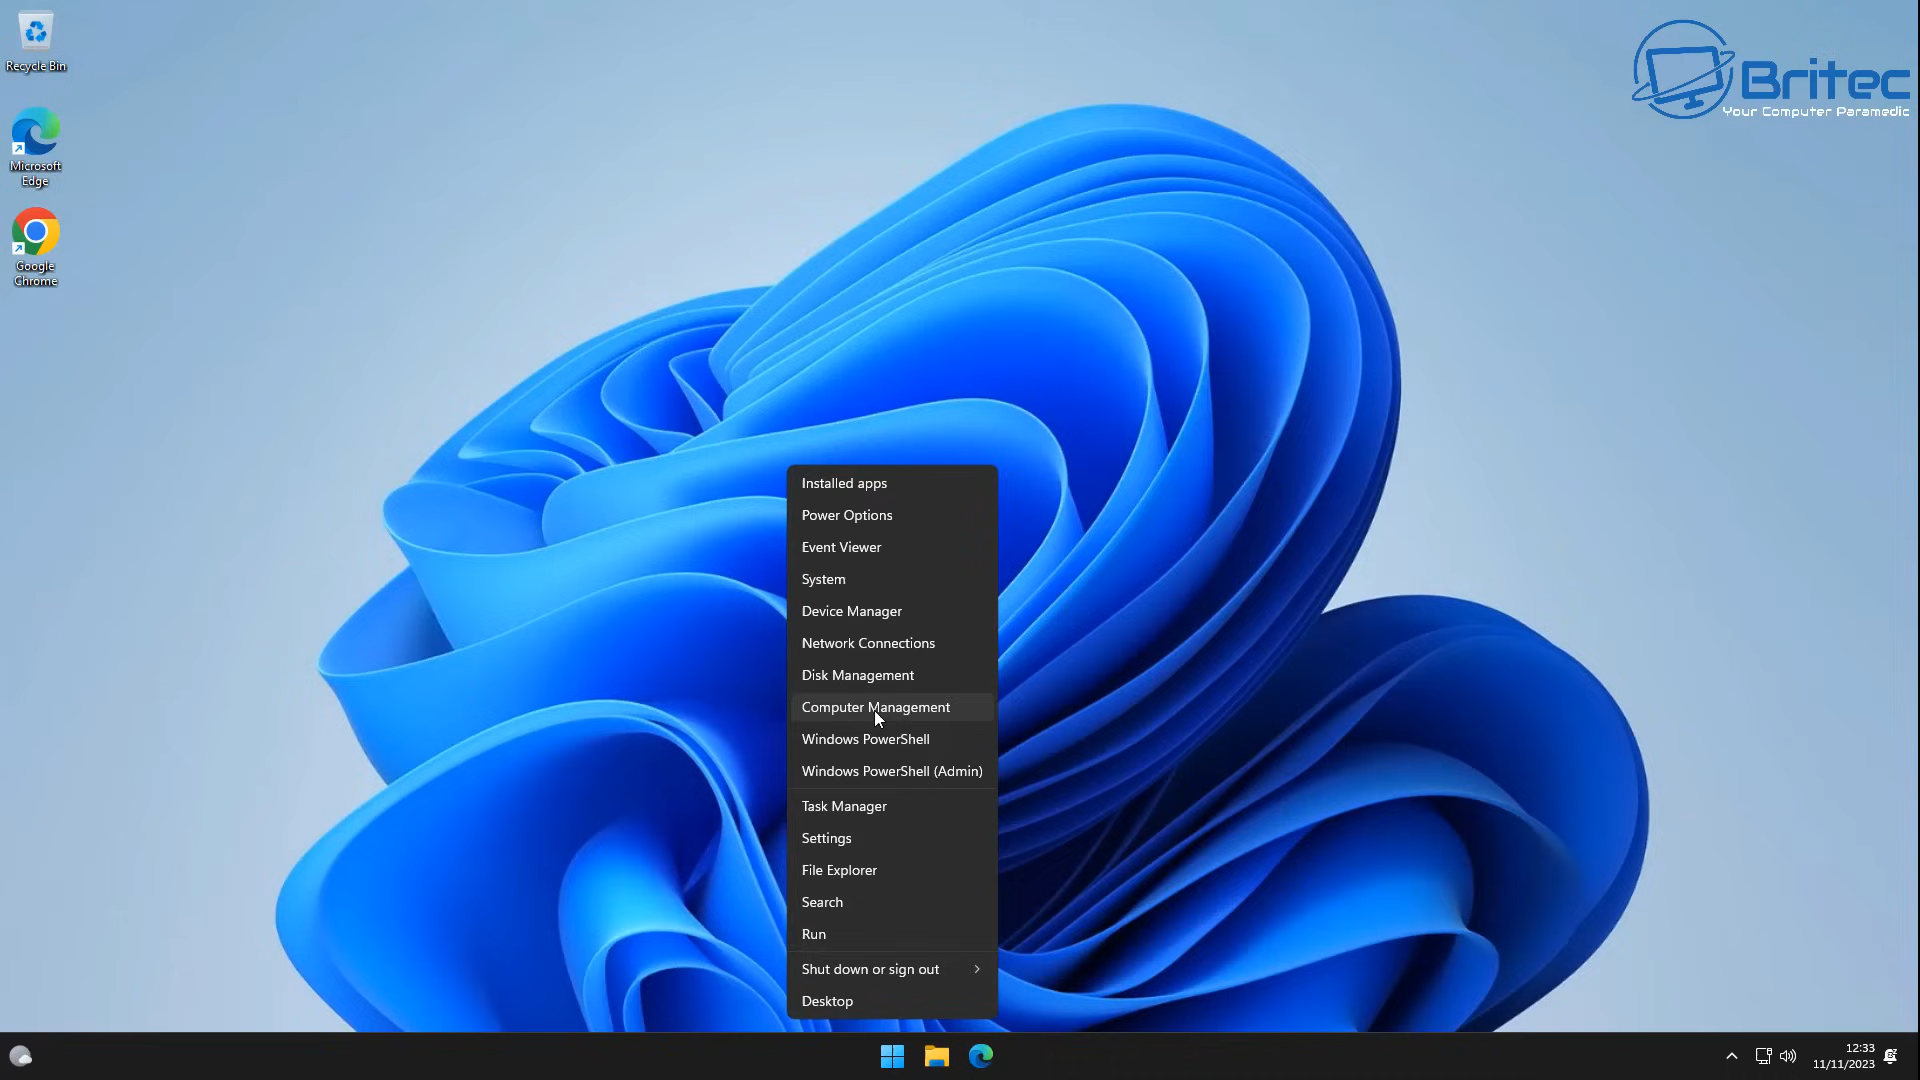 Recycle Bin
Microsoft
Edge
Google
Chrome
Britec
Your Computer Paramedic
Installed apps
Power Options
Event Viewer
System
Device Manager
Network Connections
Disk Management
Computer Management
Windows PowerShell
Windows PowerShell (Admin)
Task Manager
Settings
File Explorer
Search
Run
Shut down or sign out
Desktop
12:33
11/11/2023